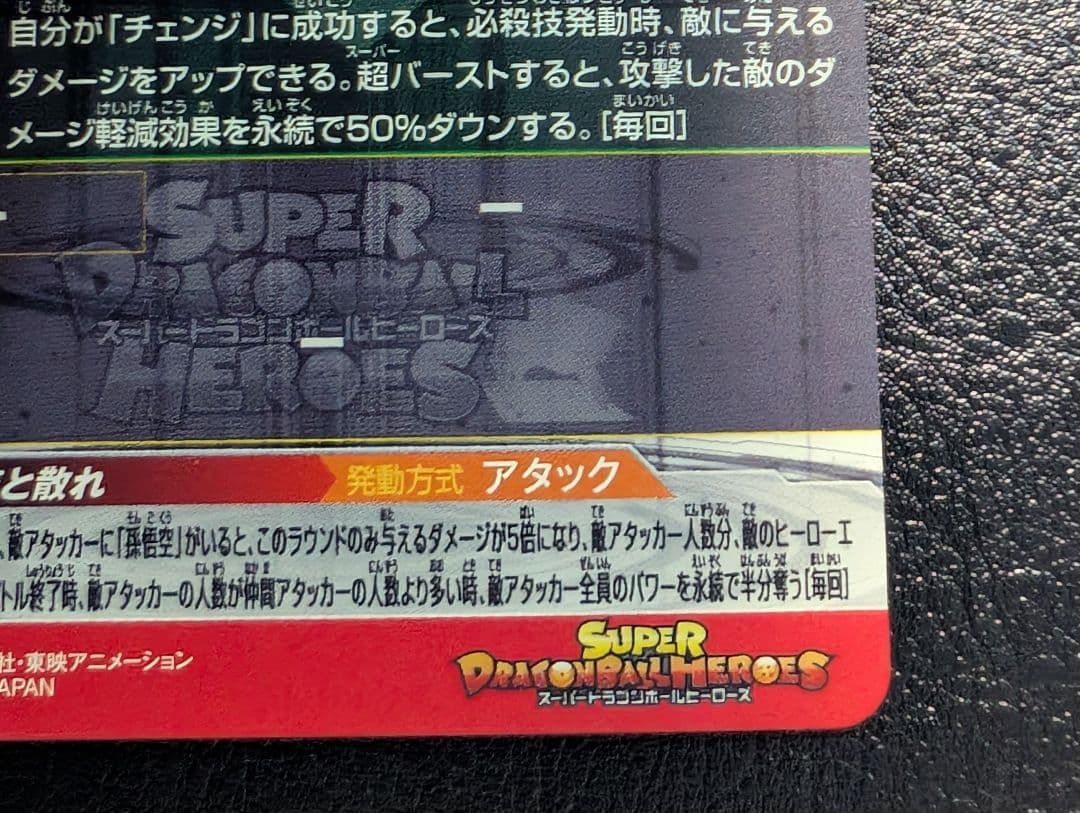 自分が「チェンジ」に成功すると、必殺技発動時、敵に与える
ダメージをアップできる。超バーストすると、攻撃した敵のダ
メージ軽減効果を永続で50%ダウンする。[毎回]
SUPER
DRAGONBALL
スーパードラゴンボールヒーローズ
HEROES
と散れ
発動方式 アタック
、敵アタッカーに「孫悟空」がいると、このラウンドのみ与えるダメージが5倍になり、敵アタッカー人数分、敵のヒーローエ
トル終了時、敵アタッカーの人数が仲間アタッカーの人数より多い時、敵アタッカー全員のパワーを永続で半分奪う[毎回]
社・東映アニメーション
APAN
SUPER
DRAGONBALL HEROES
スーパードラゴンボールヒーローズ